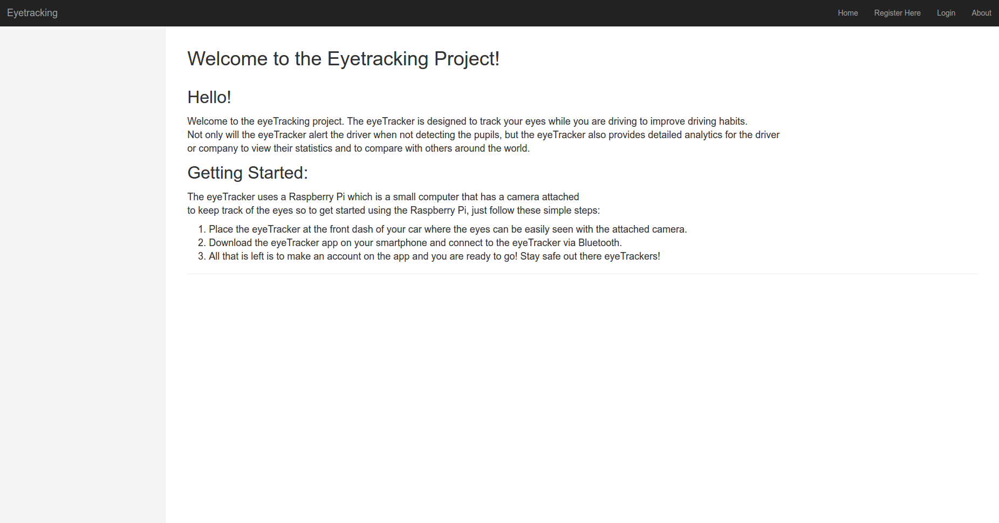 Eyetracking
Home
Register Here
Login
About
Welcome to the Eyetracking Project!
Hello!
Welcome to the eyeTracking project. The eyeTracker is designed to track your eyes while you are driving to improve driving habits.
Not only will the eyeTracker alert the driver when not detecting the pupils, but the eyeTracker also provides detailed analytics for the driver
or company to view their statistics and to compare with others around the world.
Getting Started:
The eyeTracker uses a Raspberry Pi which is a small computer that has a camera attached
to keep track of the eyes so to get started using the Raspberry Pi, just follow these simple steps:
1. Place the eyeTracker at the front dash of your car where the eyes can be easily seen with the attached camera.
2. Download the eyeTracker app on your smartphone and connect to the eyeTracker via Bluetooth.
3. All that is left is to make an account on the app and you are ready to go! Stay safe out there eyeTrackers!